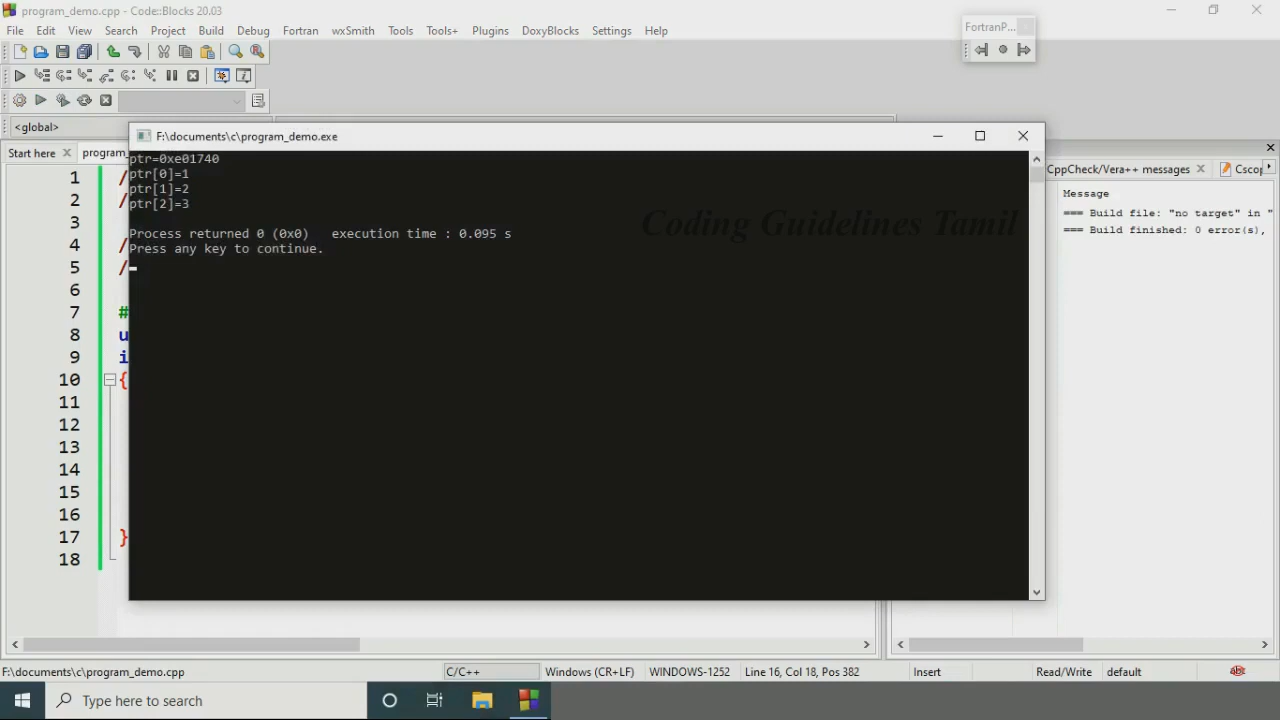 program_demo.cpp - Code::Blocks 20.03
File Edit View Search Project Build Debug Fortran wxSmith Tools Tools+ Plugins DoxyBlocks Settings Help
FortranP...
<global>
F:\documents\c\program_demo.exe
Start here
program_
CppCheck/Vera++ messages
Cscop
ptr=0xe01740
ptr[0]=1
ptr[1]=2
ptr[2]=3
Process returned 0 (0x0)   execution time : 0.095 s
Press any key to continue.
Coding Guidelines Tamil
Message
=== Build file: "no target" in "
=== Build finished: 0 error(s),
1 /
2 /
3
4 /
5 /
6
7 #
8 u
9 i
10 {
11
12
13
14
15
16
17 }
18
F:\documents\c\program_demo.cpp C/C++ Windows (CR+LF) WINDOWS-1252 Line 16, Col 18, Pos 382 Insert Read/Write default
Type here to search